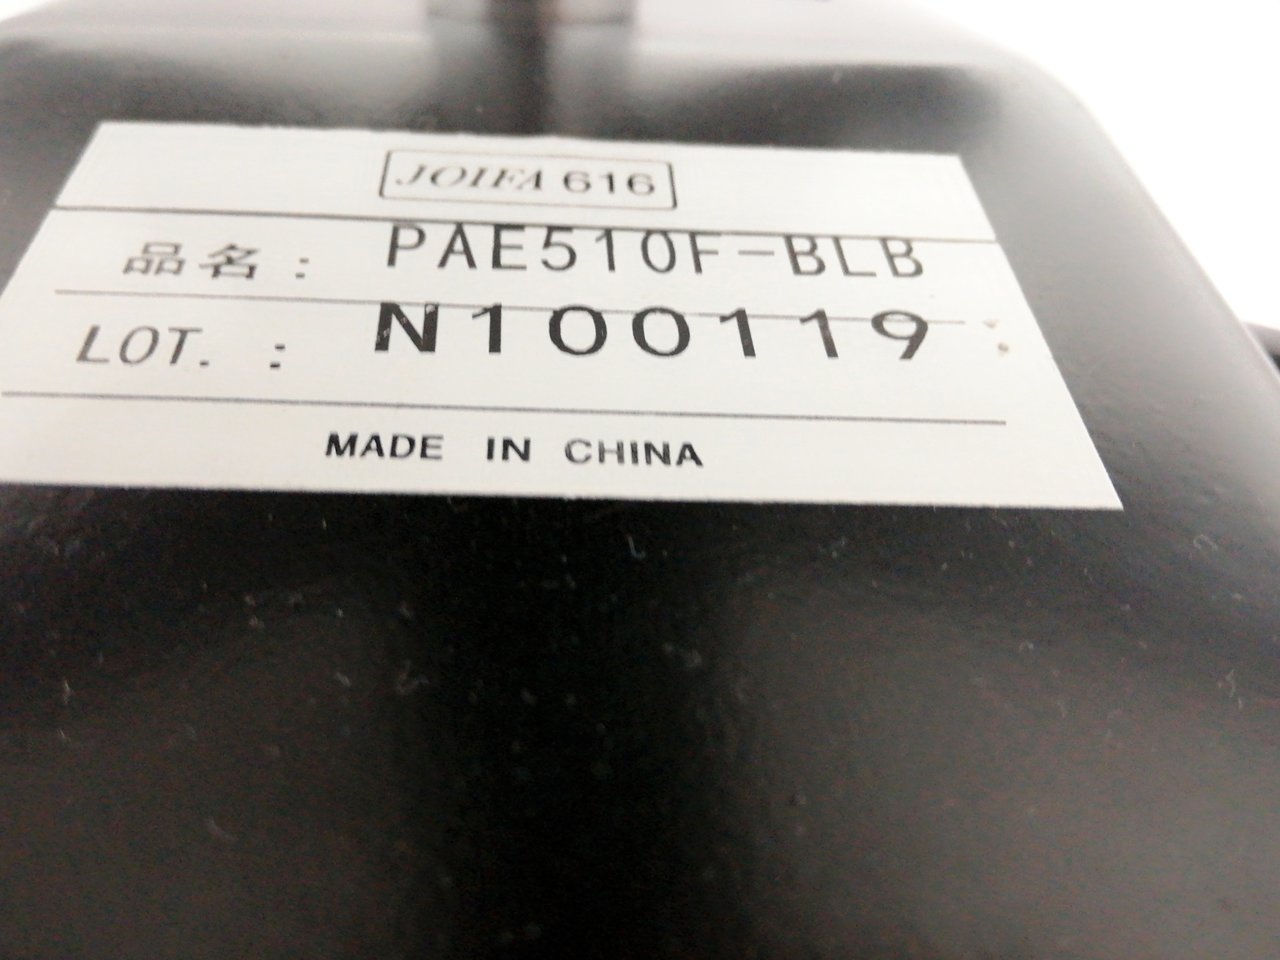 JOIFA 616
品名： PAE510F-BLB
LOT. : N100119
MADE IN CHINA